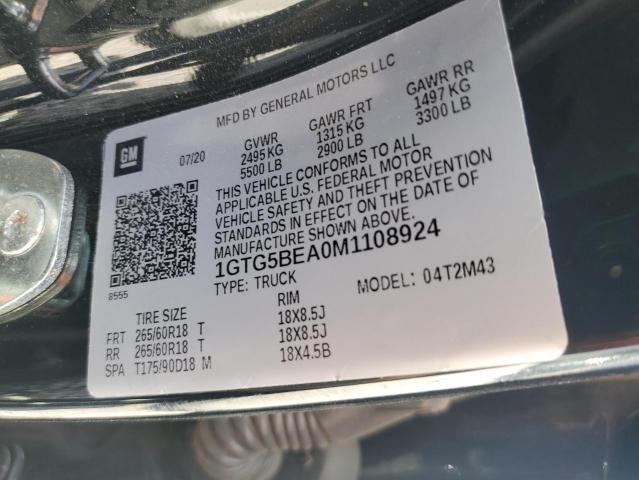 MFD BY GENERAL MOTORS LLC
GM
07/20
GVWR GAWR FRT GAWR RR
2495 KG 1315 KG 1497 KG
5500 LB 2900 LB 3300 LB
THIS VEHICLE CONFORMS TO ALL
APPLICABLE U.S. FEDERAL MOTOR
VEHICLE SAFETY AND THEFT PREVENTION
STANDARDS IN EFFECT ON THE DATE OF
MANUFACTURE SHOWN ABOVE.
1GTG5BEA0M1108924
8555
TYPE: TRUCK MODEL: 04T2M43
TIRE SIZE RIM
FRT 265/60R18 T 18X8.5J
RR 265/60R18 T 18X8.5J
SPA T175/90D18 M 18X4.5B